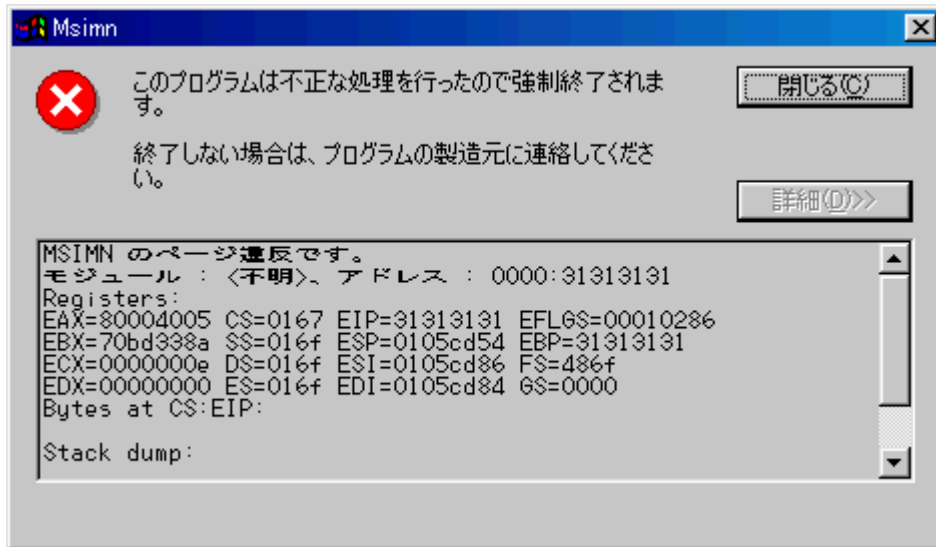 Msimn
このプログラムは不正な処理を行ったので強制終了されま
す。
終了しない場合は、プログラムの製造元に連絡してくださ
い。
閉じる(C)
詳細(D)>>
MSIMN のページ違反です。
モジュール : <不明>、アドレス : 0000:31313131
Registers:
EAX=80004005 CS=0167 EIP=31313131 EFLGS=00010286
EBX=70bd338a SS=016f ESP=0105cd54 EBP=31313131
ECX=0000000e DS=016f ESI=0105cd86 FS=486f
EDX=00000000 ES=016f EDI=0105cd84 GS=0000
Bytes at CS:EIP:
Stack dump: